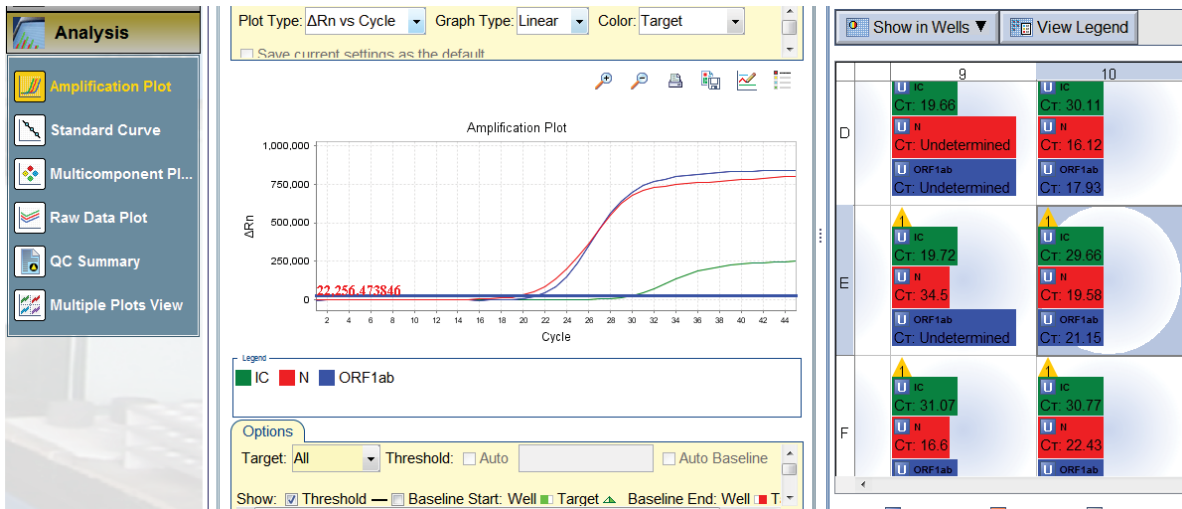 Analysis
Amplification Plot
Standard Curve
Multicomponent Pl...
Raw Data Plot
QC Summary
Multiple Plots View
Plot Type: ΔRn vs Cycle Graph Type: Linear Color: Target
Save current settings as the default
Amplification Plot
1,000,000
750,000
500,000
250,000
0
ΔRn
22,256.473846
2 4 6 8 10 12 14 16 18 20 22 24 26 28 30 32 34 36 38 40 42 44
Cycle
Legend
IC N ORF1ab
Options
Target: All Threshold: Auto Auto Baseline
Show: Threshold Baseline Start: Well Target Baseline End: Well T
Show in Wells ▼ View Legend
9 10
D
U IC U IC
CT: 19.66 CT: 30.11
U N U N
CT: Undetermined CT: 16.12
U ORF1ab U ORF1ab
CT: Undetermined CT: 17.93
E
1 1
U IC U IC
CT: 19.72 CT: 29.66
U N U N
CT: 34.5 CT: 19.58
U ORF1ab U ORF1ab
CT: Undetermined CT: 21.15
F
1 1
U IC U IC
CT: 31.07 CT: 30.77
U N U N
CT: 16.6 CT: 22.43
U ORF1ab U ORF1ab